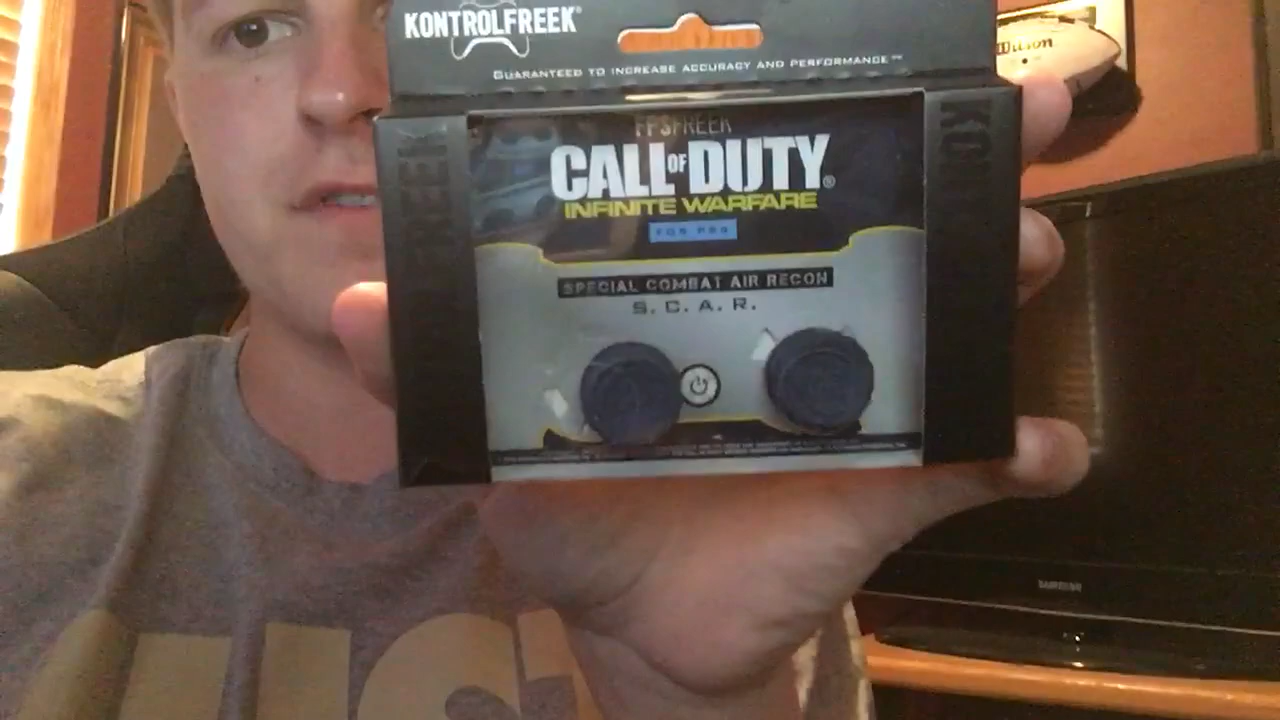 KONTROLFREEK®
Wilson
GUARANTEED TO INCREASE ACCURACY AND PERFORMANCE™
FPSFREEK
CALL OF DUTY®
INFINITE WARFARE
FOR PS4
SPECIAL COMBAT AIR RECON
S. C. A. R.
SAMSUNG